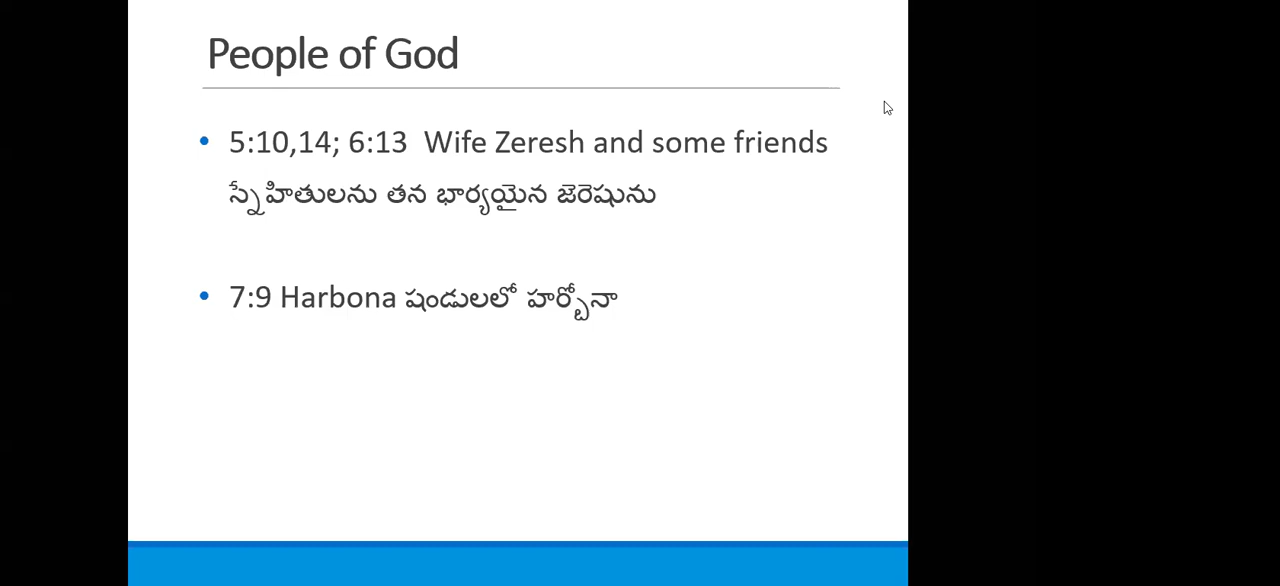 People of God
• 5:10,14; 6:13 Wife Zeresh and some friends
స్నేహితులను తన భార్యయైన జెరెషును
• 7:9 Harbona షండులలో హర్బోనా